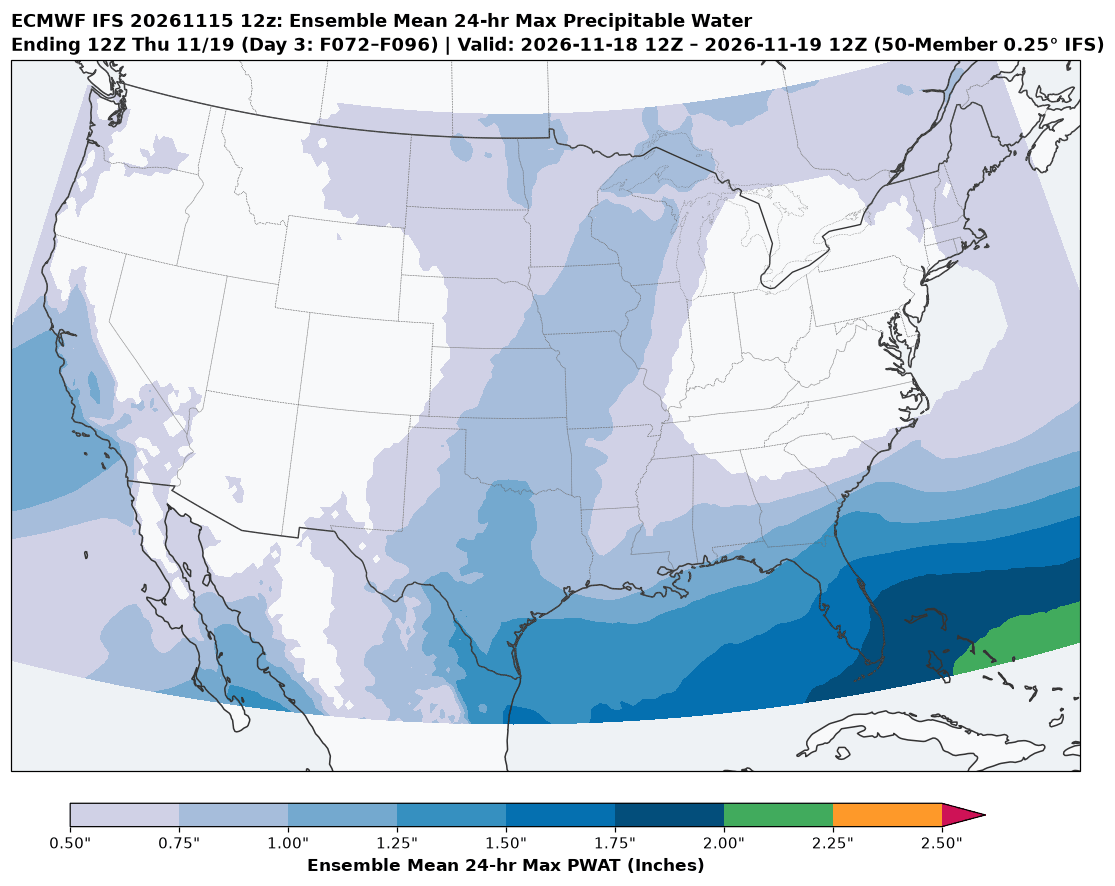 ECMWF IFS 20261115 12z: Ensemble Mean 24-hr Max Precipitable Water
Ending 12Z Thu 11/19 (Day 3: F072–F096) | Valid: 2026-11-18 12Z – 2026-11-19 12Z (50-Member 0.25° IFS)
0.50" 0.75" 1.00" 1.25" 1.50" 1.75" 2.00" 2.25" 2.50"
Ensemble Mean 24-hr Max PWAT (Inches)